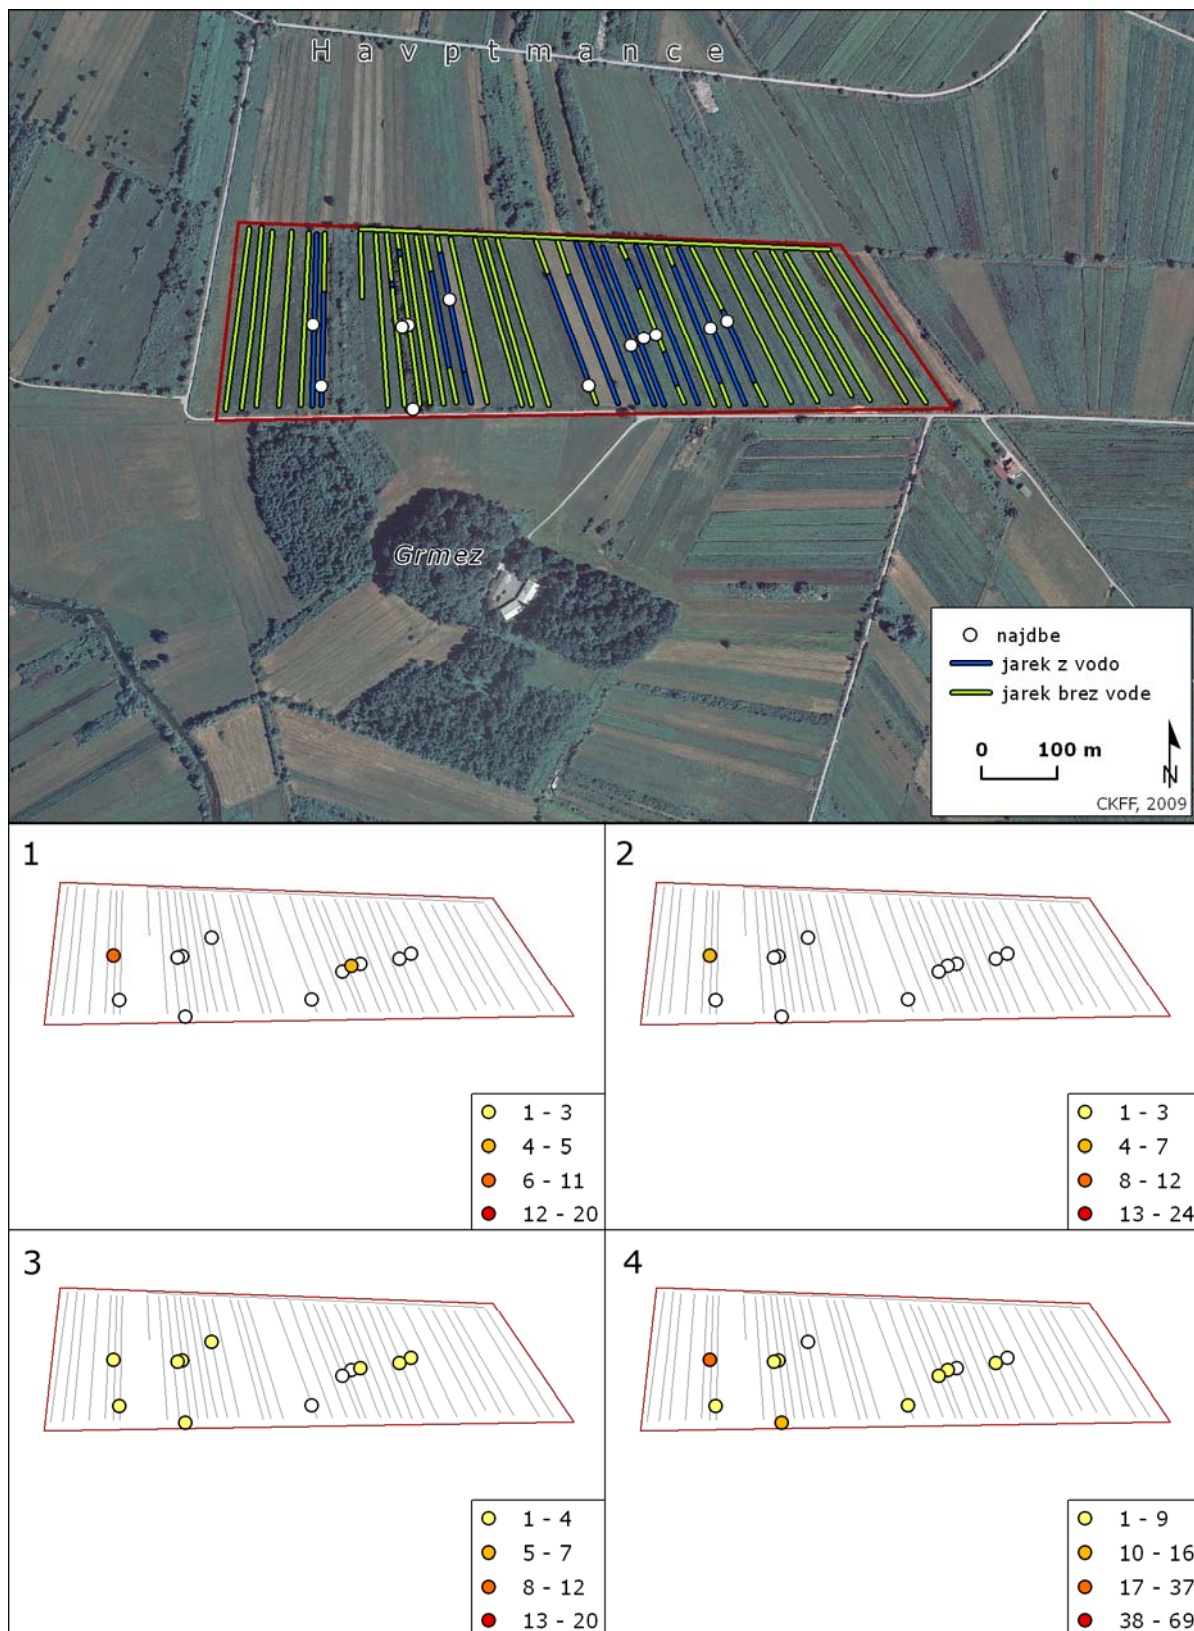 Havptmance
Grmez
najdbe
jarek z vodo
jarek brez vode
0 100 m
N
CKFF, 2009
1
1 - 3
4 - 5
6 - 11
12 - 20
2
1 - 3
4 - 7
8 - 12
13 - 24
3
1 - 4
5 - 7
8 - 12
13 - 20
4
1 - 9
10 - 16
17 - 37
38 - 69